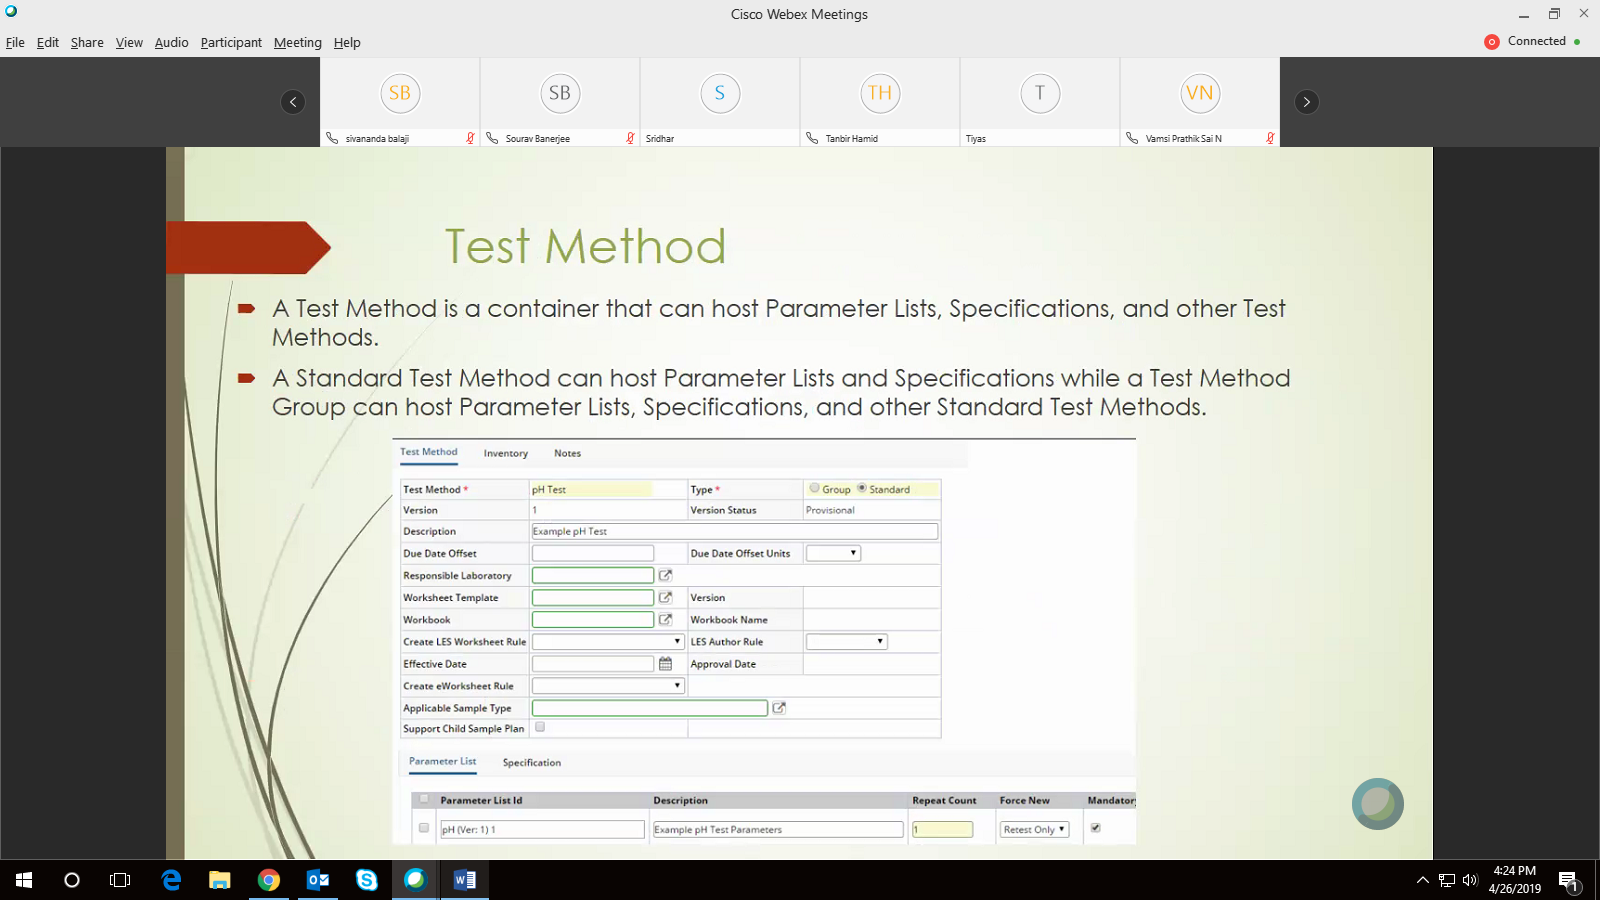 Cisco Webex Meetings
File Edit Share View Audio Participant Meeting Help
Connected
SB SB S TH T VN
sivananda balaji Sourav Banerjee Sridhar Tanbir Hamid Tiyas Vamsi Prathik Sai N
Test Method
A Test Method is a container that can host Parameter Lists, Specifications, and other Test
Methods.
A Standard Test Method can host Parameter Lists and Specifications while a Test Method
Group can host Parameter Lists, Specifications, and other Standard Test Methods.
Test Method Inventory Notes
Test Method * pH Test Type * Group Standard
Version 1 Version Status Provisional
Description Example pH Test
Due Date Offset Due Date Offset Units
Responsible Laboratory
Worksheet Template Version
Workbook Workbook Name
Create LES Worksheet Rule LES Author Rule
Effective Date Approval Date
Create eWorksheet Rule
Applicable Sample Type
Support Child Sample Plan
Parameter List Specification
Parameter List Id Description Repeat Count Force New Mandatory
pH (Ver: 1) 1 Example pH Test Parameters 1 Retest Only
4:24 PM
4/26/2019
1